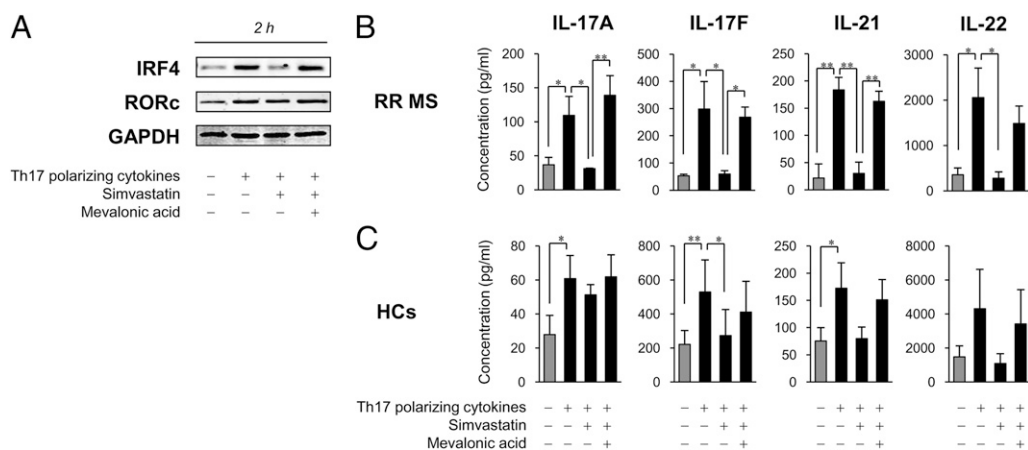 A
2 h
IRF4
RORc
GAPDH
Th17 polarizing cytokines − + + +
Simvastatin − − + +
Mevalonic acid − − − +
B
IL-17A IL-17F IL-21 IL-22
RR MS
Concentration (pg/ml)
200 500 250
150 400 200 3000
300 150
100 2000
200 100
50 100 50 1000
0 0 0 0
* * ** * * * ** ** ** * *
C
HCs
Concentration (pg/ml)
80 800 250 8000
60 600 200 6000
150
40 400 4000
100
20 200 50 2000
0 0 0 0
* ** * *
Th17 polarizing cytokines − + + + − + + + − + + + − + + +
Simvastatin − − + + − − + + − − + + − − + +
Mevalonic acid − − − + − − − + − − − + − − − +